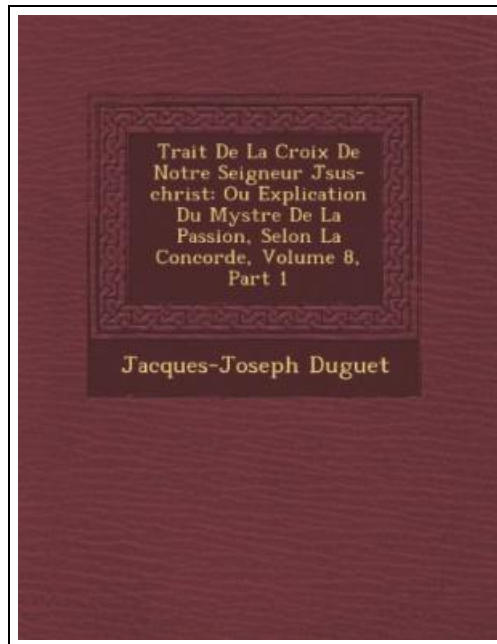 Trait De La Croix De
Notre Seigneur Jsus-
christ: Ou Explication
Du Mystre De La
Passion, Selon La
Concorde, Volume 8,
Part 1
Jacques-Joseph Duguet